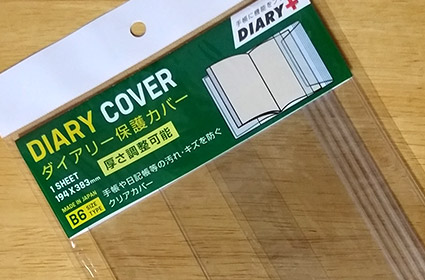 手帳に機能を
DIARY+
DIARY COVER
ダイアリー保護カバー
厚さ調整可能
1 SHEET
194×383mm
MADE IN JAPAN
B6 SIZE TYPE
手帳や日記帳等の汚れ・キズを防ぐ
クリアカバー